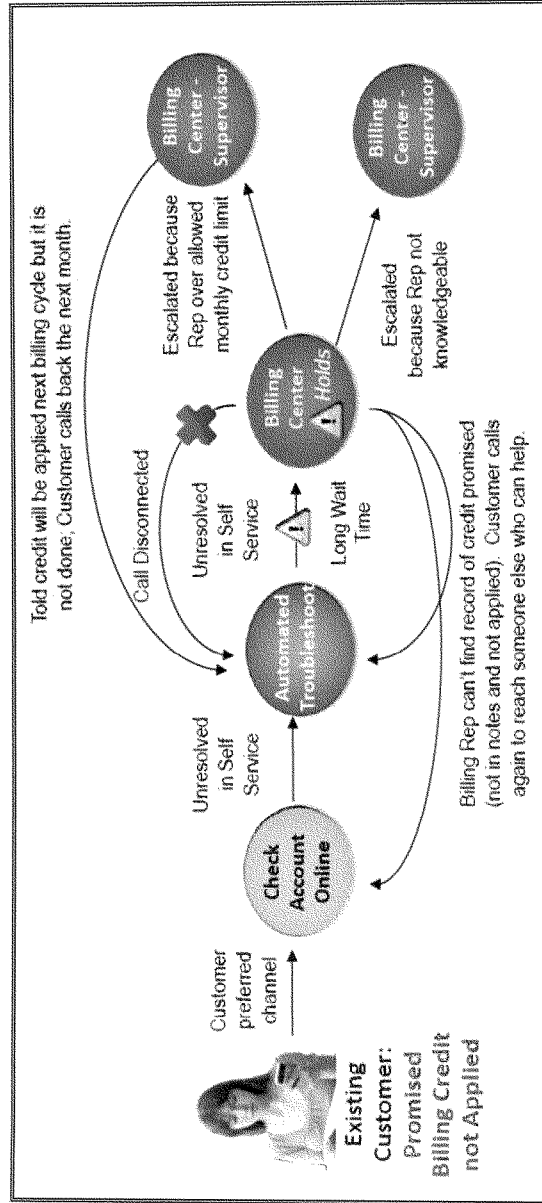 Told credit will be applied next billing cycle but it is
not done, Customer calls back the next month.
Call Disconnected
Existing
Customer:
Promised
Billing Credit
not Applied
Customer
preferred
channel
Check
Account
Online
Unresolved
in Self
Service
Automated
Troubleshoot
Unresolved
in Self
Service
Long Wait
Time
Billing
Center
Holds
Escalated because
Rep over allowed
monthly credit limit
Billing
Center -
Supervisor
Escalated
because Rep not
knowledgeable
Billing
Center -
Supervisor
Billing Rep can't find record of credit promised
(not in notes and not applied). Customer calls
again to reach someone else who can help.